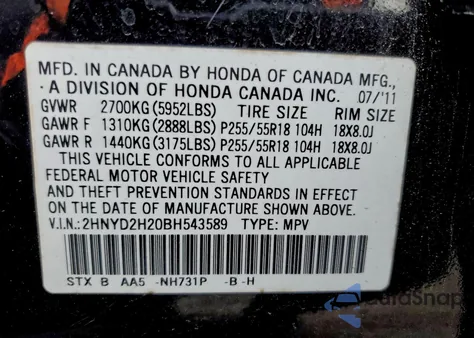 MFD. IN CANADA BY HONDA OF CANADA MFG.,
A DIVISION OF HONDA CANADA INC. 07/'11
GVWR 2700KG(5952LBS) TIRE SIZE RIM SIZE
GAWR F 1310KG(2888LBS) P255/55R18 104H 18X8.0J
GAWR R 1440KG(3175LBS) P255/55R18 104H 18X8.0J
THIS VEHICLE CONFORMS TO ALL APPLICABLE
FEDERAL MOTOR VEHICLE SAFETY
AND THEFT PREVENTION STANDARDS IN EFFECT
ON THE DATE OF MANUFACTURE SHOWN ABOVE.
V.I.N.:2HNYD2H20BH543589 TYPE: MPV
STX B AA5 -NH731P -B-H
DataSnap